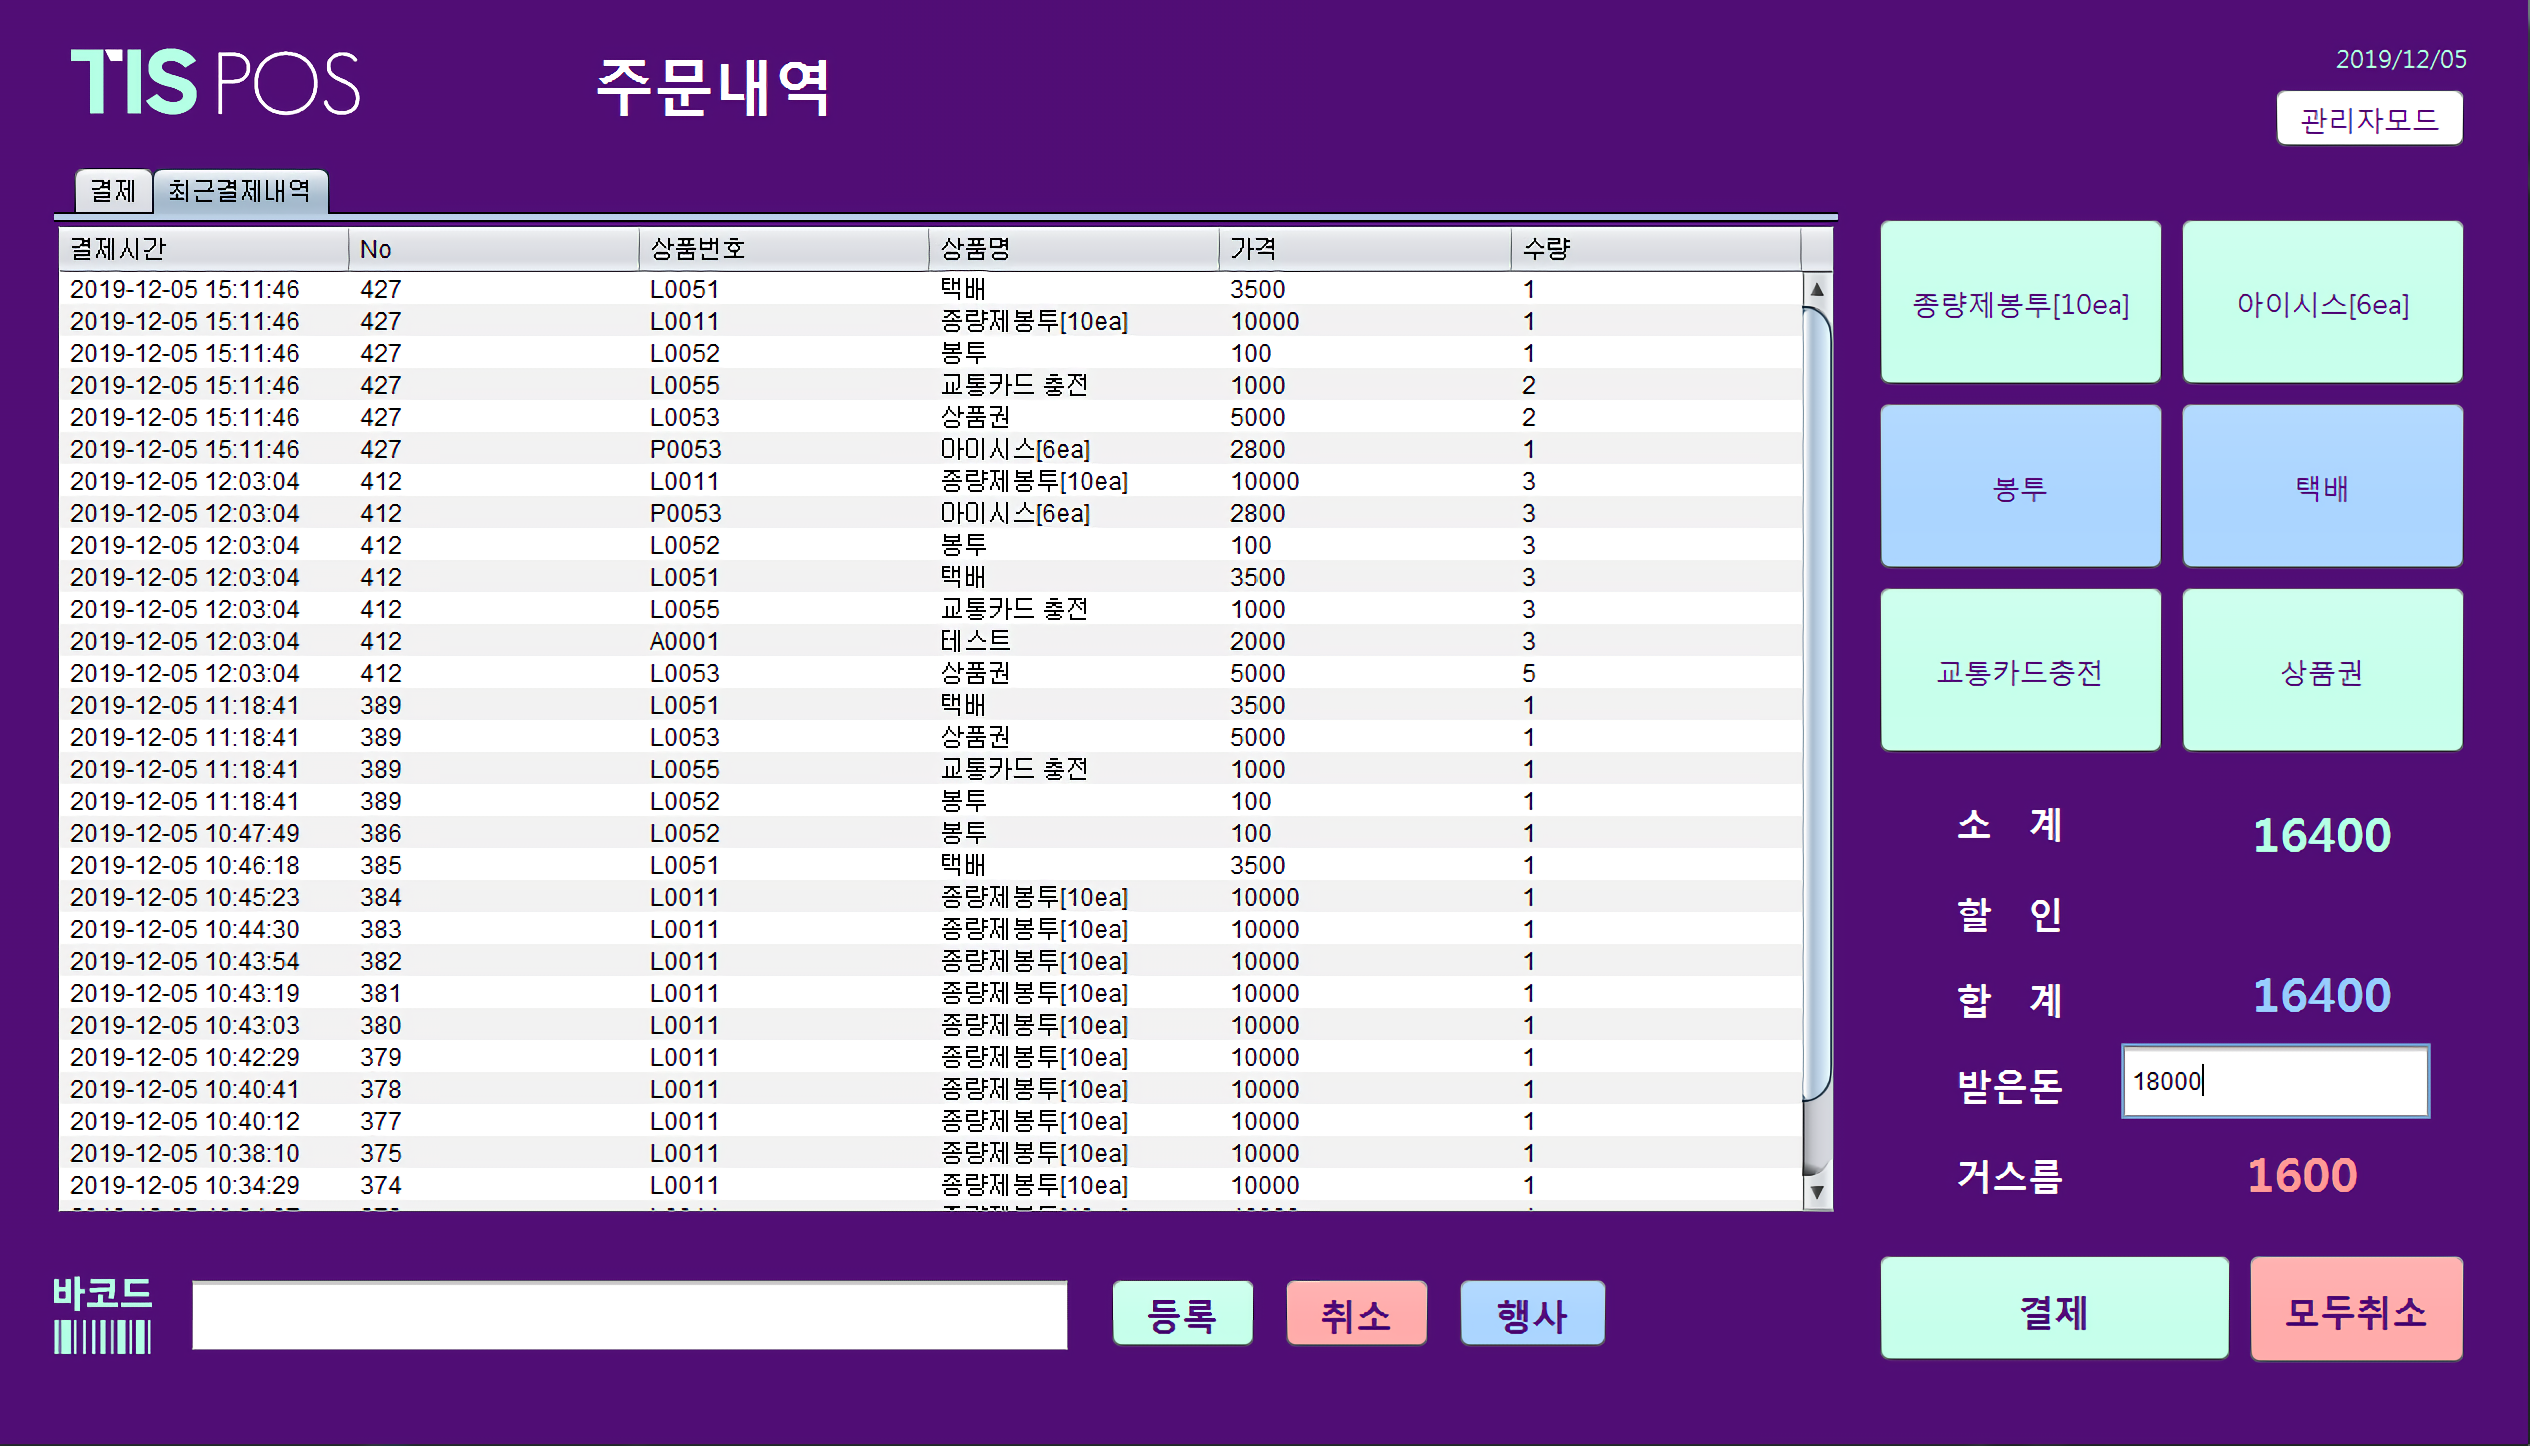 TIS POS
주문내역
2019/12/05
관리자모드
결제 최근결제내역
결제시간 No 상품번호 상품명 가격 수량
2019-12-05 15:11:46 427 L0051 택배 3500 1
2019-12-05 15:11:46 427 L0011 종량제봉투[10ea] 10000 1
2019-12-05 15:11:46 427 L0052 봉투 100 1
2019-12-05 15:11:46 427 L0055 교통카드 충전 1000 2
2019-12-05 15:11:46 427 L0053 상품권 5000 2
2019-12-05 15:11:46 427 P0053 아이시스[6ea] 2800 1
2019-12-05 12:03:04 412 L0011 종량제봉투[10ea] 10000 3
2019-12-05 12:03:04 412 P0053 아이시스[6ea] 2800 3
2019-12-05 12:03:04 412 L0052 봉투 100 3
2019-12-05 12:03:04 412 L0051 택배 3500 3
2019-12-05 12:03:04 412 L0055 교통카드 충전 1000 3
2019-12-05 12:03:04 412 A0001 테스트 2000 3
2019-12-05 12:03:04 412 L0053 상품권 5000 5
2019-12-05 11:18:41 389 L0051 택배 3500 1
2019-12-05 11:18:41 389 L0053 상품권 5000 1
2019-12-05 11:18:41 389 L0055 교통카드 충전 1000 1
2019-12-05 11:18:41 389 L0052 봉투 100 1
2019-12-05 10:47:49 386 L0052 봉투 100 1
2019-12-05 10:46:18 385 L0051 택배 3500 1
2019-12-05 10:45:23 384 L0011 종량제봉투[10ea] 10000 1
2019-12-05 10:44:30 383 L0011 종량제봉투[10ea] 10000 1
2019-12-05 10:43:54 382 L0011 종량제봉투[10ea] 10000 1
2019-12-05 10:43:19 381 L0011 종량제봉투[10ea] 10000 1
2019-12-05 10:43:03 380 L0011 종량제봉투[10ea] 10000 1
2019-12-05 10:42:29 379 L0011 종량제봉투[10ea] 10000 1
2019-12-05 10:40:41 378 L0011 종량제봉투[10ea] 10000 1
2019-12-05 10:40:12 377 L0011 종량제봉투[10ea] 10000 1
2019-12-05 10:38:10 375 L0011 종량제봉투[10ea] 10000 1
2019-12-05 10:34:29 374 L0011 종량제봉투[10ea] 10000 1
종량제봉투[10ea] 아이시스[6ea]
봉투 택배
교통카드충전 상품권
소 계 16400
할 인
합 계 16400
받은돈 18000
거스름 1600
바코드 등록 취소 행사
결제 모두취소